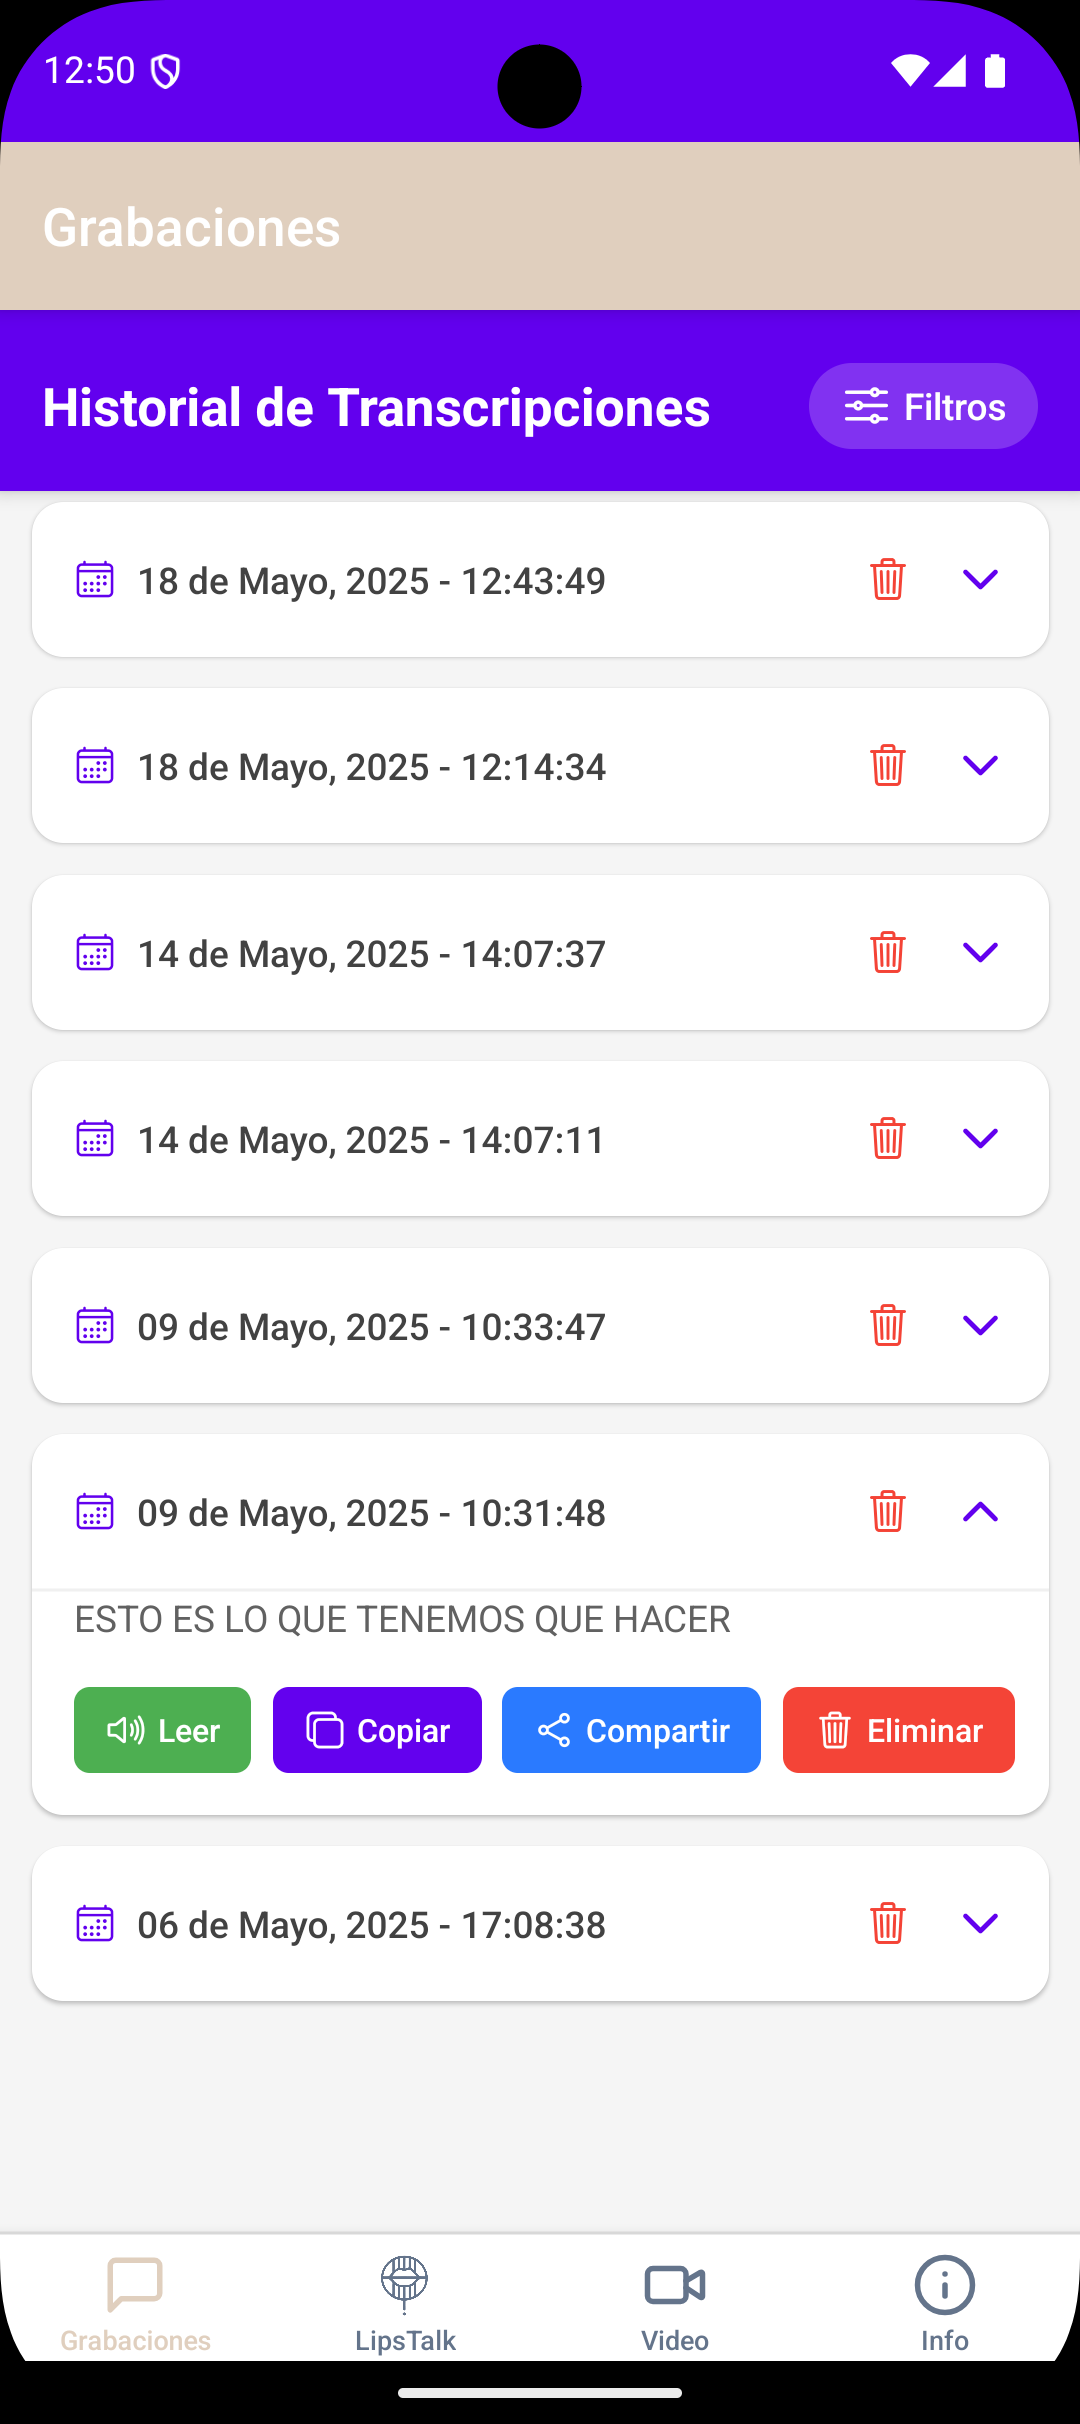 12:50
Grabaciones
Historial de Transcripciones
Filtros
18 de Mayo, 2025 - 12:43:49
18 de Mayo, 2025 - 12:14:34
14 de Mayo, 2025 - 14:07:37
14 de Mayo, 2025 - 14:07:11
09 de Mayo, 2025 - 10:33:47
09 de Mayo, 2025 - 10:31:48
ESTO ES LO QUE TENEMOS QUE HACER
Leer
Copiar
Compartir
Eliminar
06 de Mayo, 2025 - 17:08:38
Grabaciones
LipsTalk
Video
Info